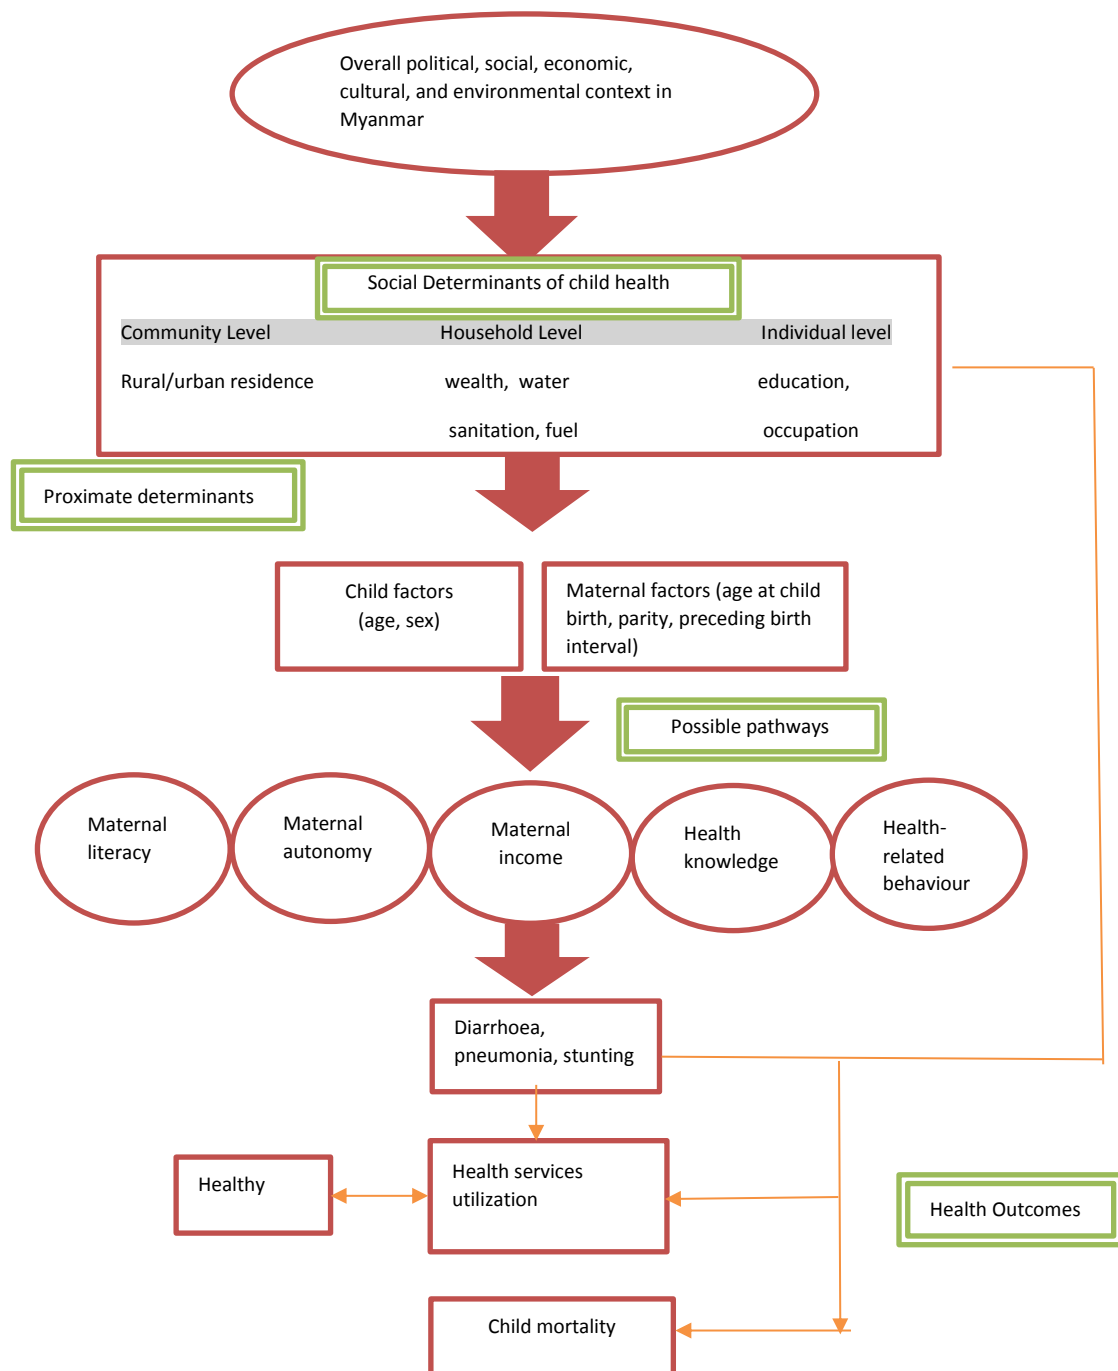 Overall political, social, economic,
cultural, and environmental context in
Myanmar
Social Determinants of child health
Community Level Household Level Individual level
Rural/urban residence wealth, water education,
sanitation, fuel occupation
Proximate determinants
Child factors
(age, sex)
Maternal factors (age at child
birth, parity, preceding birth
interval)
Possible pathways
Maternal
literacy
Maternal
autonomy
Maternal
income
Health
knowledge
Health-
related
behaviour
Diarrhoea,
pneumonia, stunting
Healthy
Health services
utilization
Health Outcomes
Child mortality